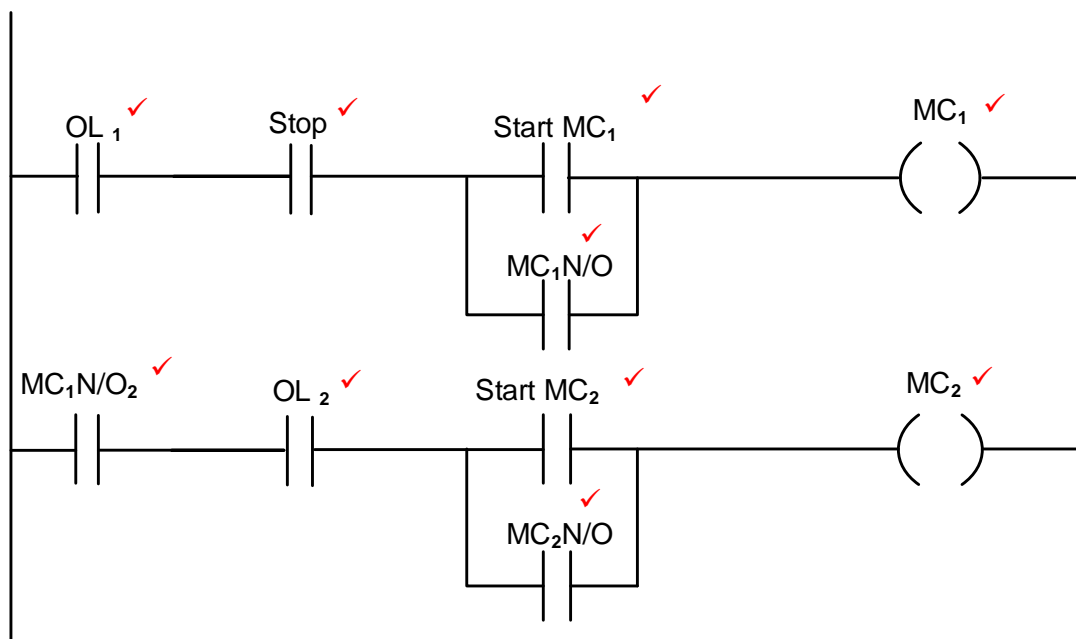 OL ₁
Stop
Start MC₁
MC₁
MC₁N/O
MC₁N/O₂
OL ₂
Start MC₂
MC₂
MC₂N/O